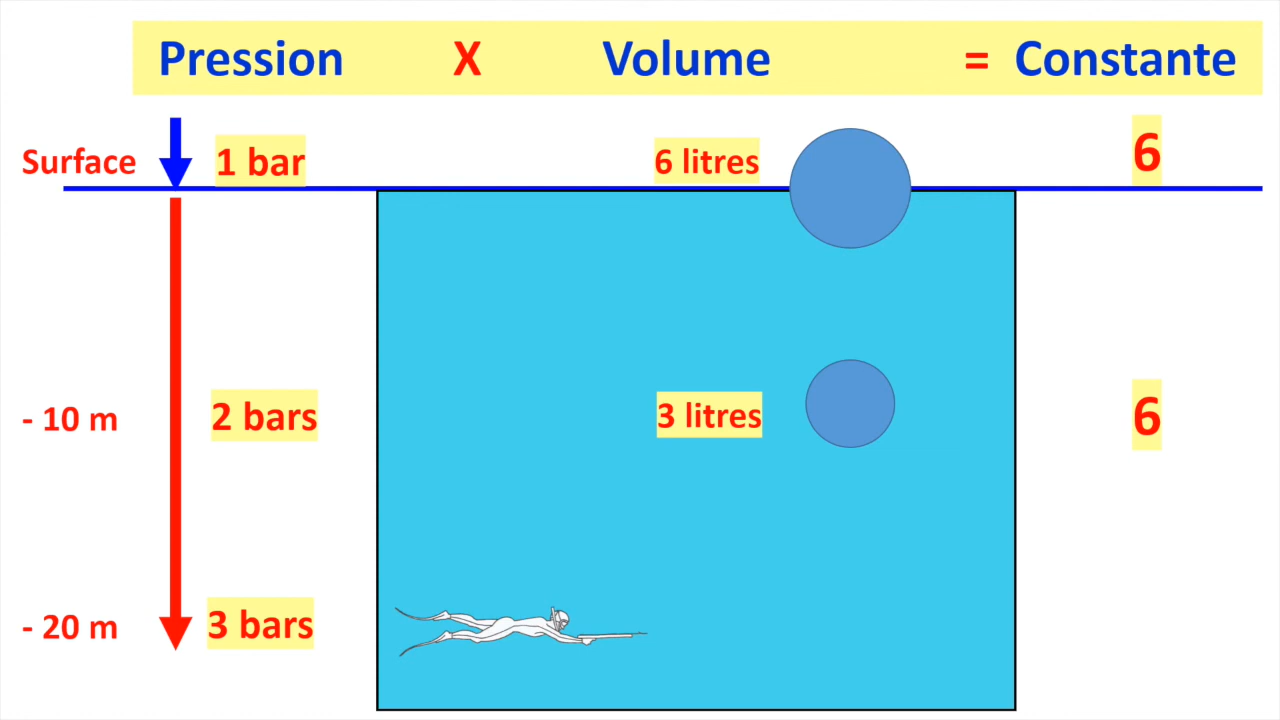 Pression X Volume = Constante
Surface 1 bar 6 litres 6
- 10 m 2 bars 3 litres 6
- 20 m 3 bars